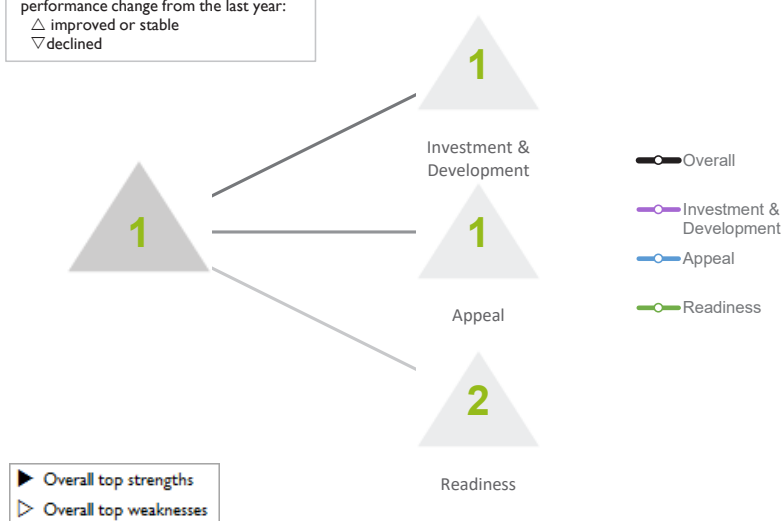 performance change from the last year:
△ improved or stable
▽ declined
1
Investment &
Development
1
1
Appeal
2
Readiness
Overall
Investment &
Development
Appeal
Readiness
▶ Overall top strengths
▷ Overall top weaknesses